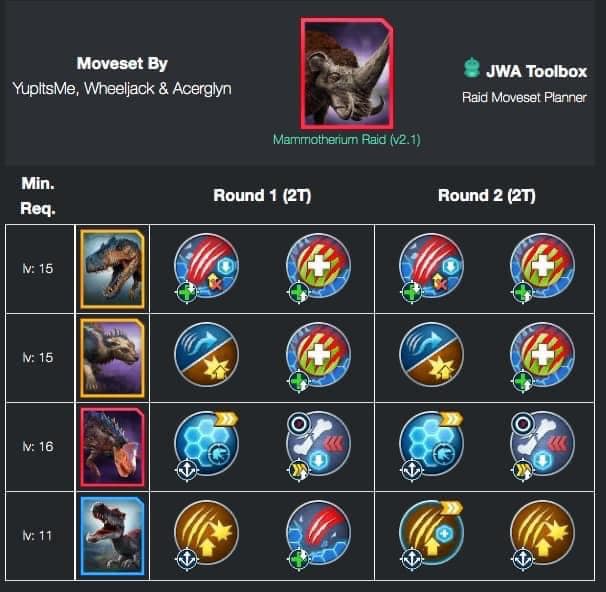 Moveset By
YupItsMe, Wheeljack & Acerglyn
JWA Toolbox
Raid Moveset Planner
Mammotherium Raid (v2.1)
Min.
Req.
Round 1 (2T)
Round 2 (2T)
lv: 15
lv: 15
lv: 16
lv: 11